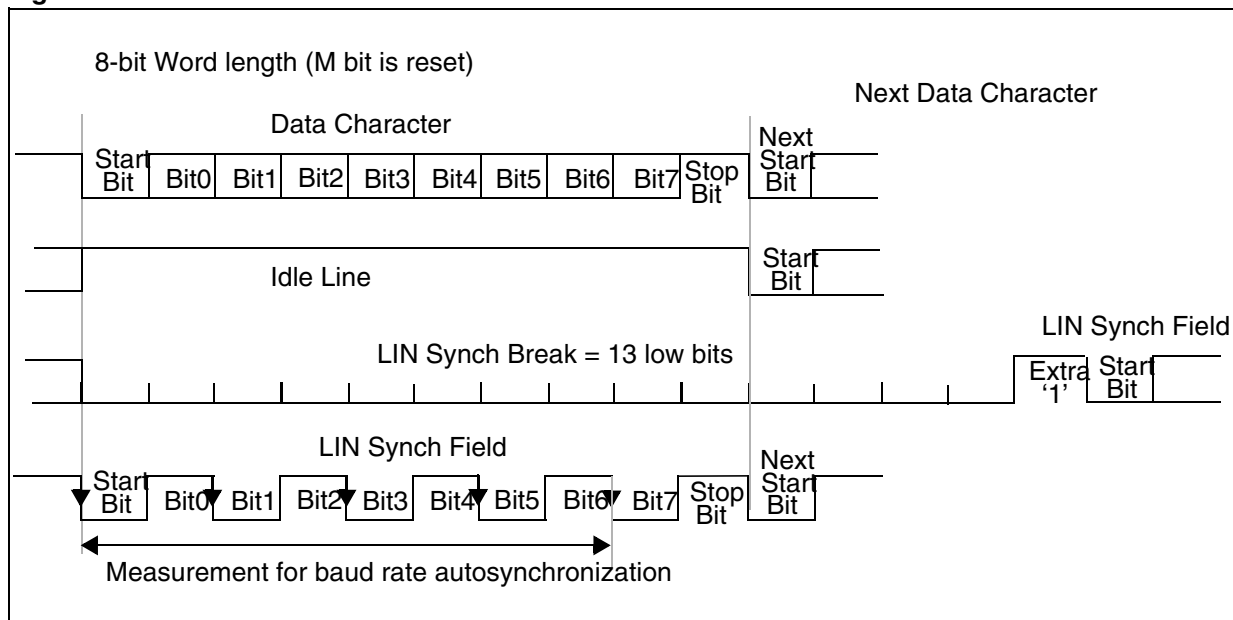 8-bit Word length (M bit is reset)
Next Data Character
Data Character
Start Bit
Bit0
Bit1
Bit2
Bit3
Bit4
Bit5
Bit6
Bit7
Stop Bit
Next Start Bit
Idle Line
Start Bit
LIN Synch Field
LIN Synch Break = 13 low bits
Extra ‘1’
Start Bit
LIN Synch Field
Start Bit
Bit0
Bit1
Bit2
Bit3
Bit4
Bit5
Bit6
Bit7
Stop Bit
Next Start Bit
Measurement for baud rate autosynchronization